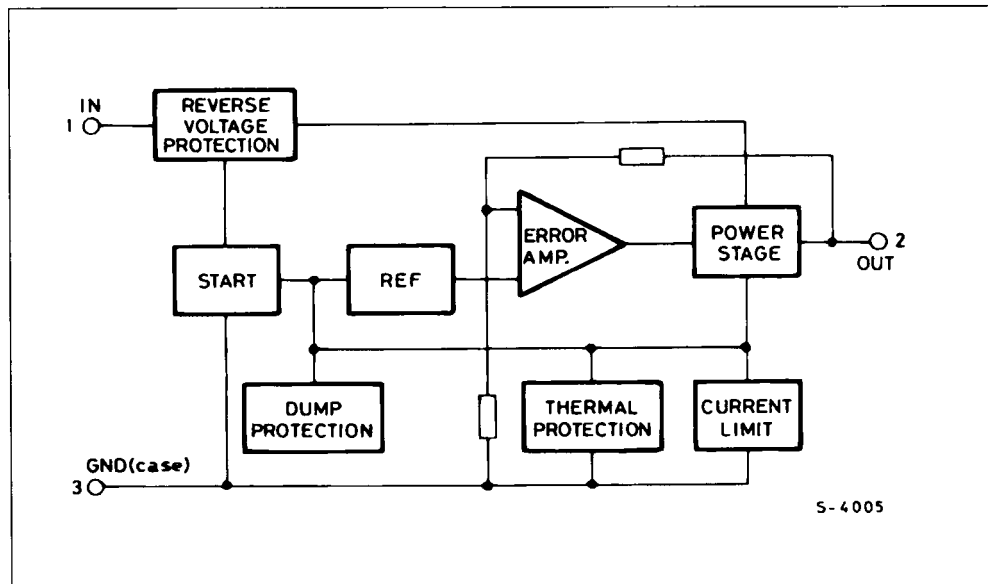 IN
1
REVERSE
VOLTAGE
PROTECTION
ERROR
AMP.
POWER
STAGE
2
OUT
START
REF
DUMP
PROTECTION
THERMAL
PROTECTION
CURRENT
LIMIT
GND(case)
3
S-4005